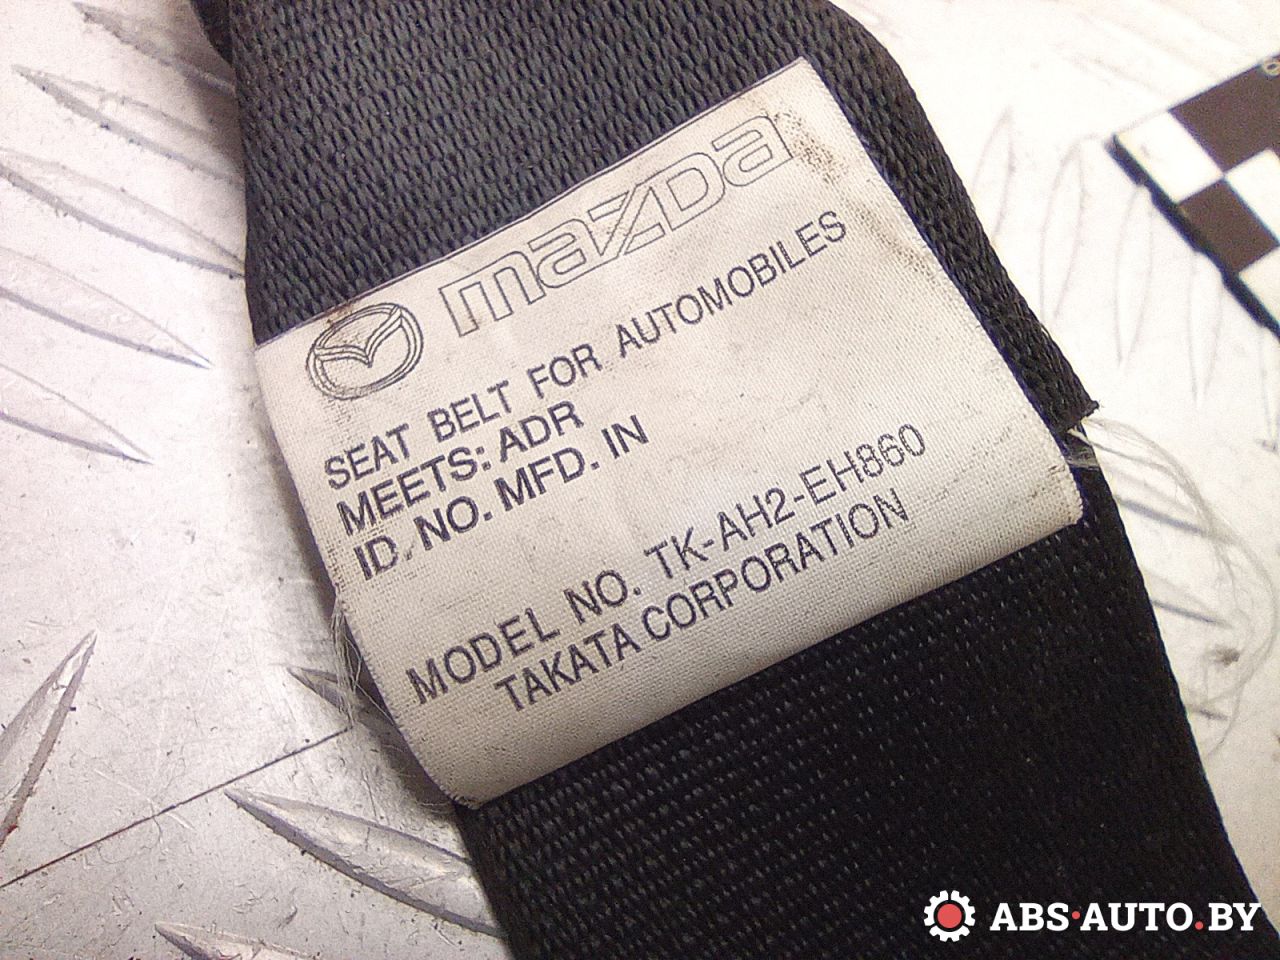 mazda
SEAT BELT FOR AUTOMOBILES
MEETS: ADR
ID. NO. MFD. IN
MODEL NO. TK-AH2-EH860
TAKATA CORPORATION
ABS·AUTO.BY